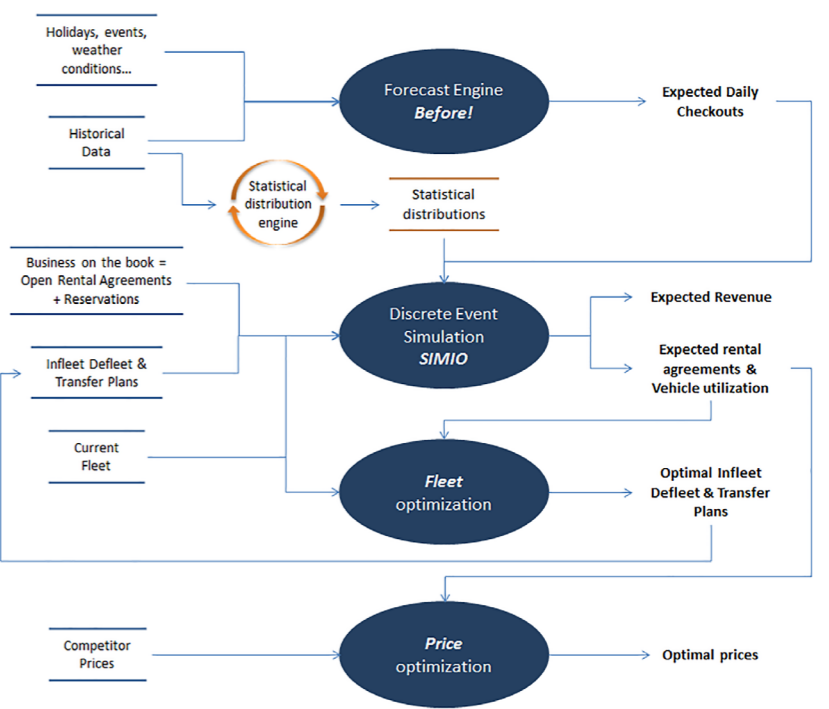 Holidays, events,
weather
conditions...
Forecast Engine
Before!
Expected Daily
Checkouts
Historical
Data
Statistical
distribution
engine
Statistical
distributions
Business on the book =
Open Rental Agreements
+ Reservations
Discrete Event
Simulation
SIMIO
Expected Revenue
Expected rental
agreements &
Vehicle utilization
Infleet Defleet &
Transfer Plans
Current
Fleet
Fleet
optimization
Optimal Infleet
Defleet & Transfer
Plans
Competitor
Prices
Price
optimization
Optimal prices